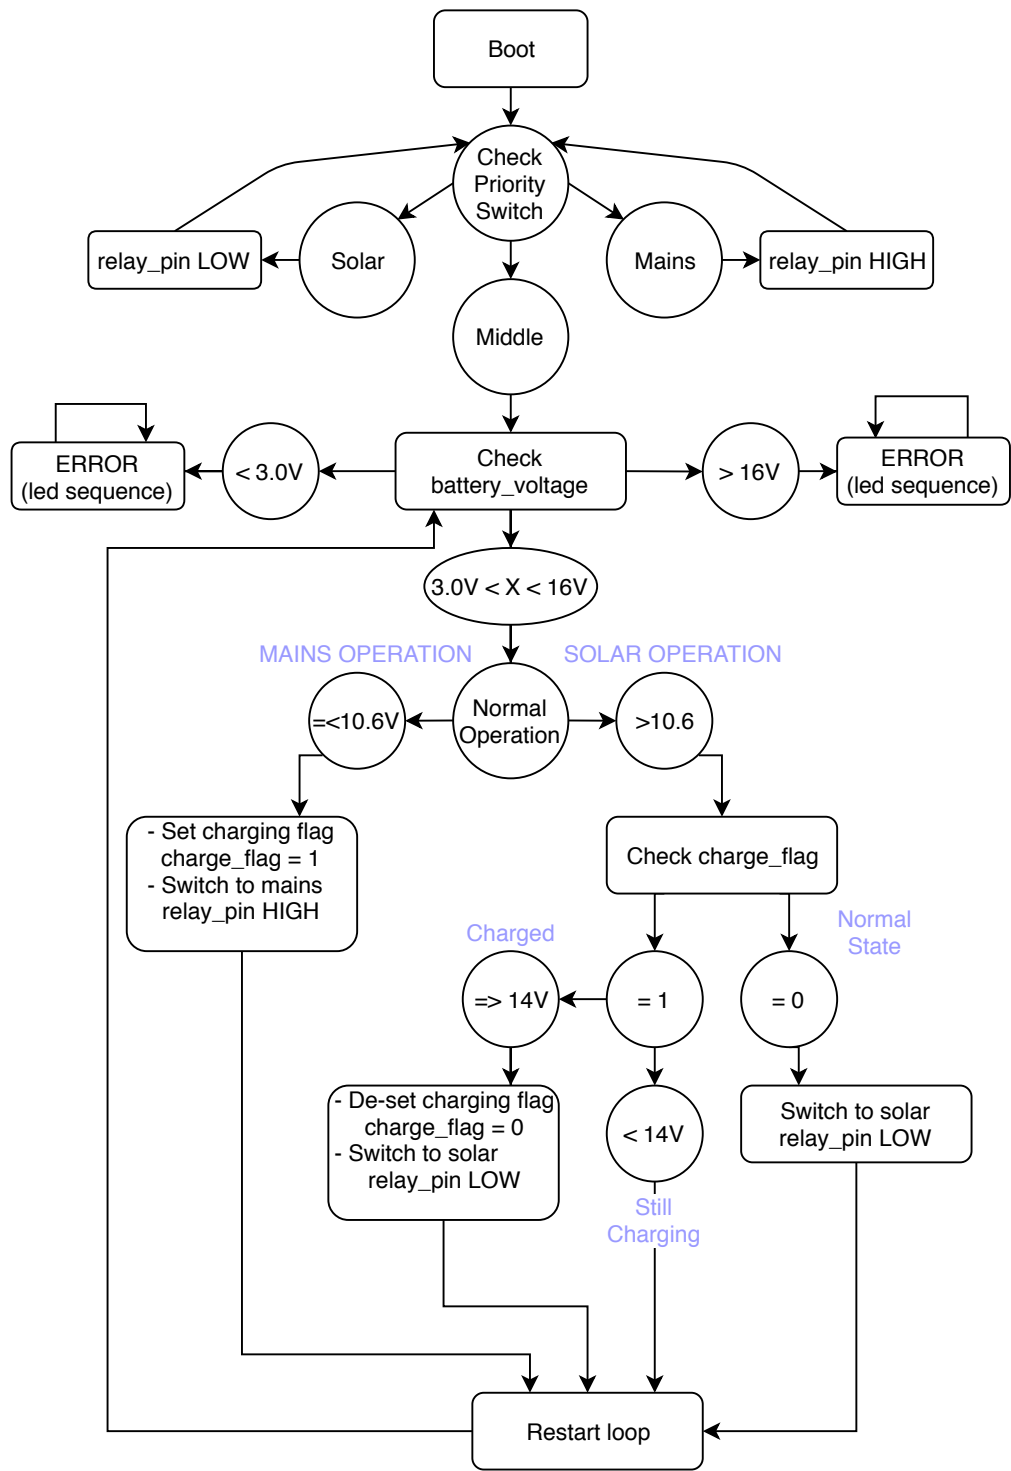 Boot
Check
Priority
Switch
relay_pin LOW
Solar
Mains
relay_pin HIGH
Middle
ERROR
(led sequence)
< 3.0V
Check
battery_voltage
> 16V
ERROR
(led sequence)
3.0V < X < 16V
MAINS OPERATION
SOLAR OPERATION
=<10.6V
Normal
Operation
>10.6
- Set charging flag
charge_flag = 1
- Switch to mains
relay_pin HIGH
Check charge_flag
Charged
Normal
State
=> 14V
= 1
= 0
- De-set charging flag
charge_flag = 0
- Switch to solar
relay_pin LOW
< 14V
Switch to solar
relay_pin LOW
Still
Charging
Restart loop